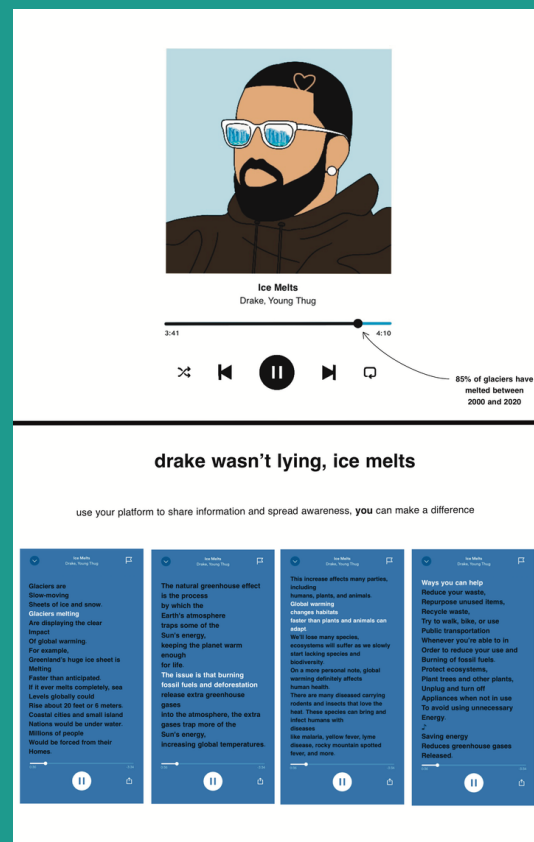 Ice Melts
Drake, Young Thug
3:41
4:10
85% of glaciers have
melted between
2000 and 2020
drake wasn't lying, ice melts
use your platform to share information and spread awareness, you can make a difference
Ice Melts
Drake, Young Thug
Glaciers are
Slow-moving
Sheets of ice and snow.
Glaciers melting
Are displaying the clear
Impact
Of global warming.
For example,
Greenland's huge ice sheet is
Melting
Faster than anticipated.
If it ever melts completely, sea
Levels globally could
Rise about 20 feet or 6 meters.
Coastal cities and small island
Nations would be under water.
Millions of people
Would be forced from their
Homes.
Ice Melts
Drake, Young Thug
The natural greenhouse effect
is the process
by which the
Earth's atmosphere
traps some of the
Sun's energy,
keeping the planet warm
enough
for life.
The issue is that burning
fossil fuels and deforestation
release extra greenhouse
gases
into the atmosphere, the extra
gases trap more of the
Sun's energy,
increasing global temperatures.
Ice Melts
Drake, Young Thug
This increase affects many parties,
including
humans, plants, and animals.
Global warming
changes habitats
faster than plants and animals can
adapt.
We'll lose many species,
ecosystems will suffer as we slowly
start lacking species and
biodiversity.
On a more personal note, global
warming definitely affects
human health.
There are many diseased carrying
rodents and insects that love the
heat. These species can bring and
infect humans with
diseases
like malaria, yellow fever, lyme
disease, rocky mountain spotted
fever, and more.
Ice Melts
Drake, Young Thug
Ways you can help
Reduce your waste,
Repurpose unused items,
Recycle waste,
Try to walk, bike, or use
Public transportation
Whenever you're able to in
Order to reduce your and
Burning of fossil fuels.
Protect ecosystems,
Plant trees and other plants,
Unplug and turn off
Appliances when not in use
To avoid using unnecessary
Energy.
Saving energy
Reduces greenhouse gases
Released.